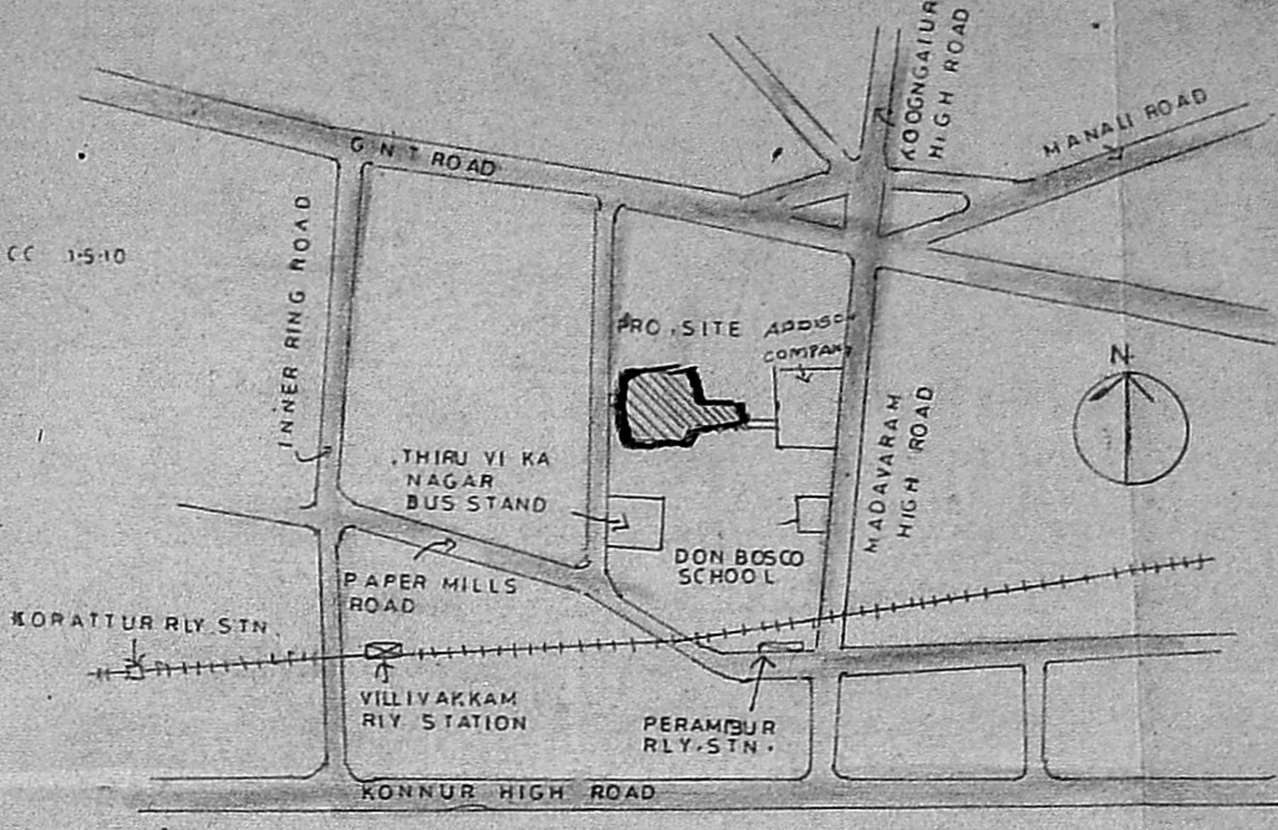 KOOGNGAIUR
HIGH ROAD
MANALI ROAD
G N T ROAD
CC 1-5-10
INNER RING ROAD
PRO. SITE
ADDISON
COMPANY
N
MADAVARAM
HIGH ROAD
THIRU VI KA
NAGAR
BUS STAND
DON BOSCO
SCHOOL
PAPER MILLS
ROAD
KORATTUR RLY STN.
VILLIVAKKAM
RLY STATION
PERAMBUR
RLY. STN.
KONNUR HIGH ROAD